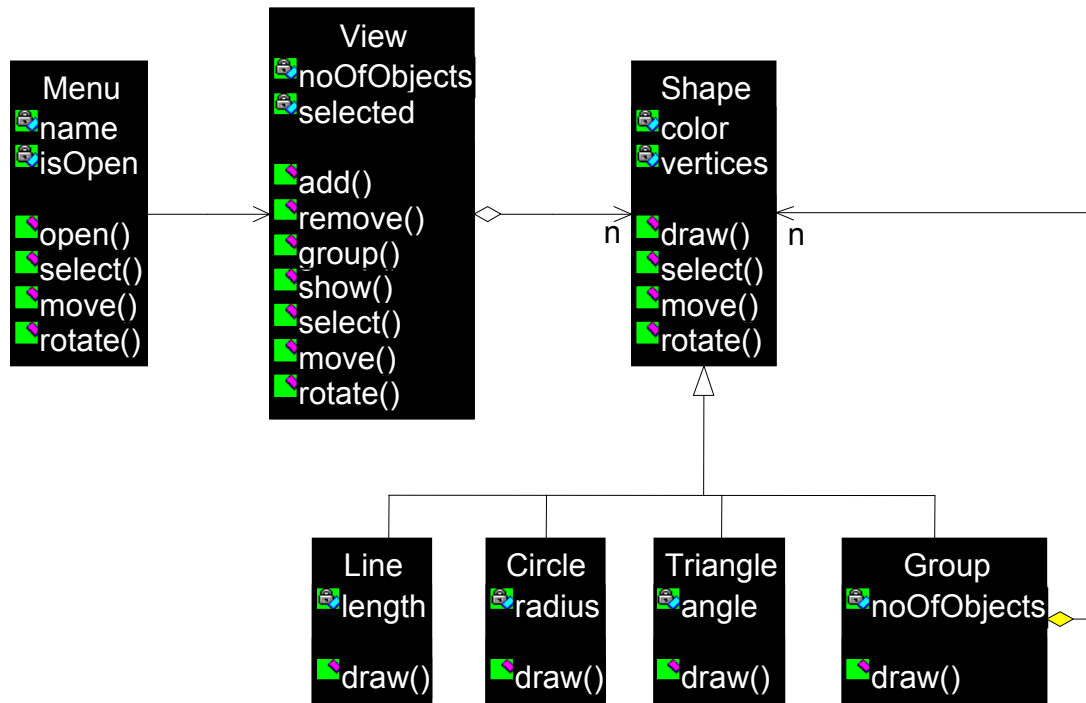 Menu
name
isOpen
open()
select()
move()
rotate()
View
noOfObjects
selected
add()
remove()
group()
show()
select()
move()
rotate()
n
Shape
color
vertices
draw()
select()
move()
rotate()
n
Line
length
draw()
Circle
radius
draw()
Triangle
angle
draw()
Group
noOfObjects
draw()